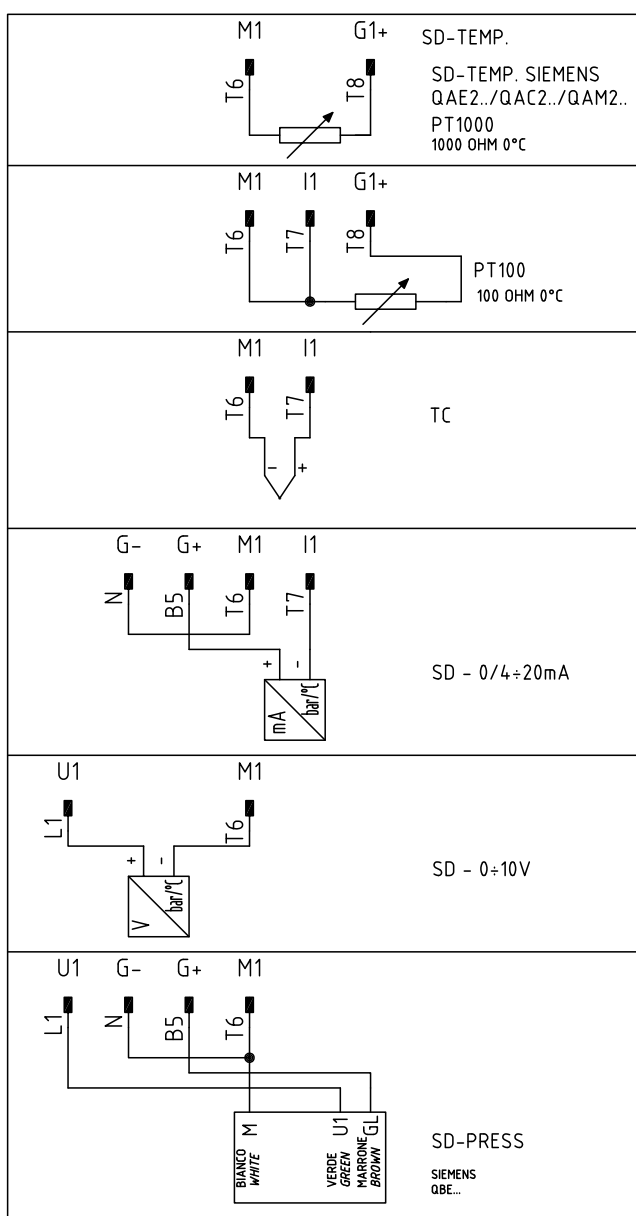 M1 G1+ SD-TEMP.
T6 T8
SD-TEMP. SIEMENS
QAE2../QAC2../QAM2..
PT1000
1000 OHM 0°C
M1 I1 G1+
T6 T7 T8
PT100
100 OHM 0°C
M1 I1
T6 T7
TC
- +
G- G+ M1 I1
N B5 T6 T7
+ -
mA bar/°C
SD - 0/4÷20mA
U1 M1
L1 T6
+ -
V bar/°C
SD - 0÷10V
U1 G- G+ M1
L1 N B5 T6
M U1 GL
BIANCO
WHITE
VERDE
GREEN
MARRONE
BROWN
SD-PRESS
SIEMENS
QBE...